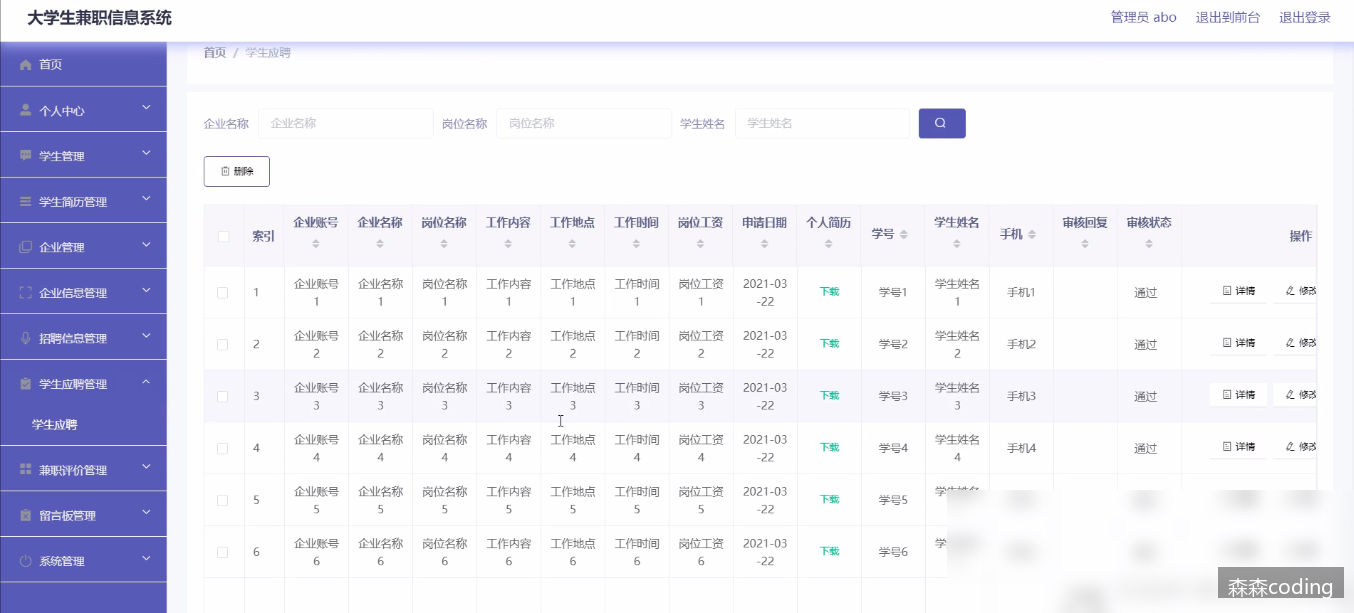 大学生兼职信息系统
管理员 abo 退出到前台 退出登录
首页
个人中心
学生管理
学生简历管理
企业管理
企业信息管理
招聘信息管理
学生应聘管理
学生应聘
兼职评价管理
留言板管理
系统管理
首页 / 学生应聘
企业名称 企业名称 岗位名称 岗位名称 学生姓名 学生姓名
删除
索引 企业账号 企业名称 岗位名称 工作内容 工作地点 工作时间 岗位工资 申请日期 个人简历 学号 学生姓名 手机 审核回复 审核状态 操作
1 企业账号1 企业名称1 岗位名称1 工作内容1 工作地点1 工作时间1 岗位工资1 2021-03-22 下载 学号1 学生姓名1 手机1 通过 详情 修改
2 企业账号2 企业名称2 岗位名称2 工作内容2 工作地点2 工作时间2 岗位工资2 2021-03-22 下载 学号2 学生姓名2 手机2 通过 详情 修改
3 企业账号3 企业名称3 岗位名称3 工作内容3 工作地点3 工作时间3 岗位工资3 2021-03-22 下载 学号3 学生姓名3 手机3 通过 详情 修改
4 企业账号4 企业名称4 岗位名称4 工作内容4 工作地点4 工作时间4 岗位工资4 2021-03-22 下载 学号4 学生姓名4 手机4 通过 详情 修改
5 企业账号5 企业名称5 岗位名称5 工作内容5 工作地点5 工作时间5 岗位工资5 2021-03-22 下载 学号5
6 企业账号6 企业名称6 岗位名称6 工作内容6 工作地点6 工作时间6 岗位工资6 2021-03-22 下载 学号6 学
森森coding